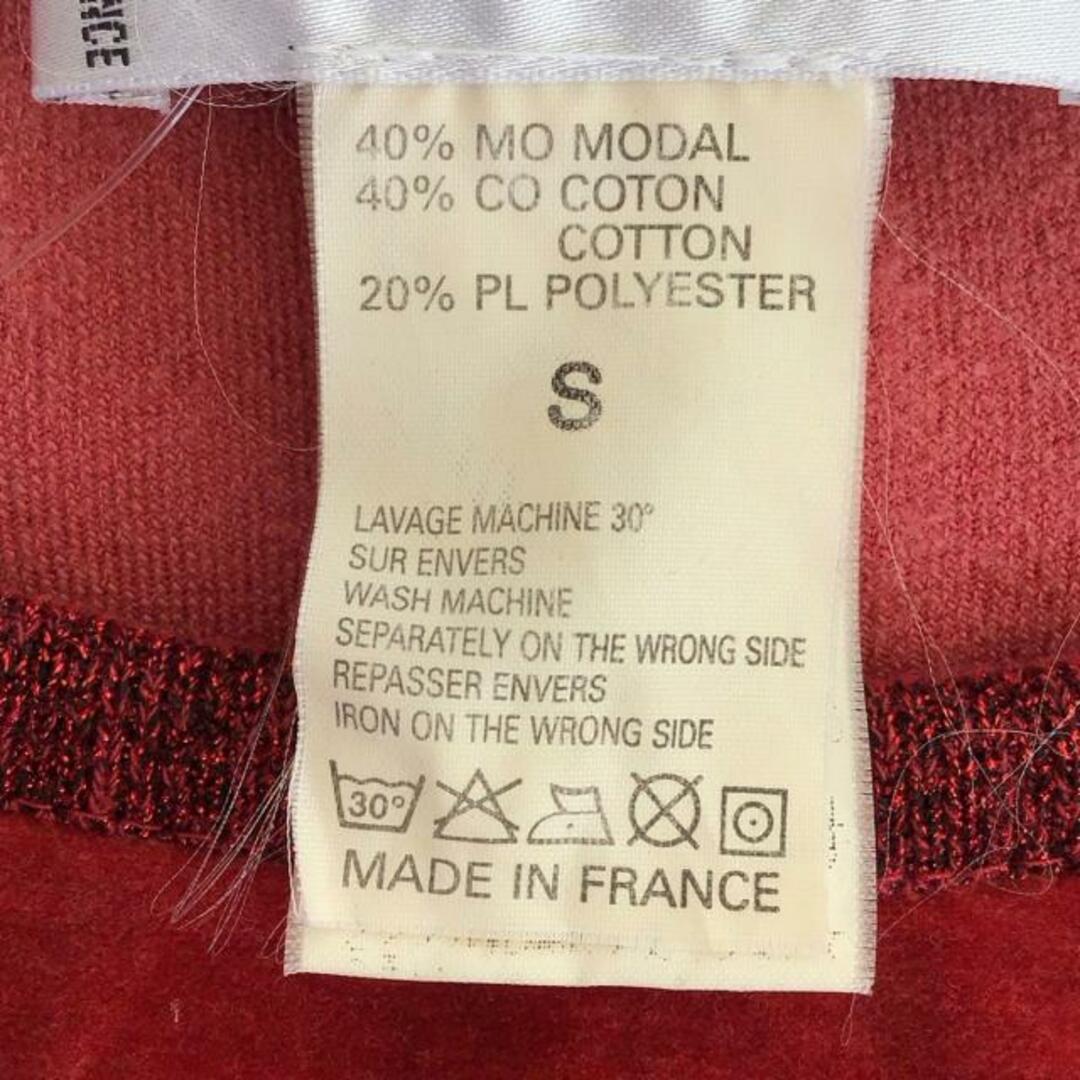 40% MO MODAL
40% CO COTON
COTTON
20% PL POLYESTER
S
LAVAGE MACHINE 30°
SUR ENVERS
WASH MACHINE
SEPARATELY ON THE WRONG SIDE
REPASSER ENVERS
IRON ON THE WRONG SIDE
30°
MADE IN FRANCE